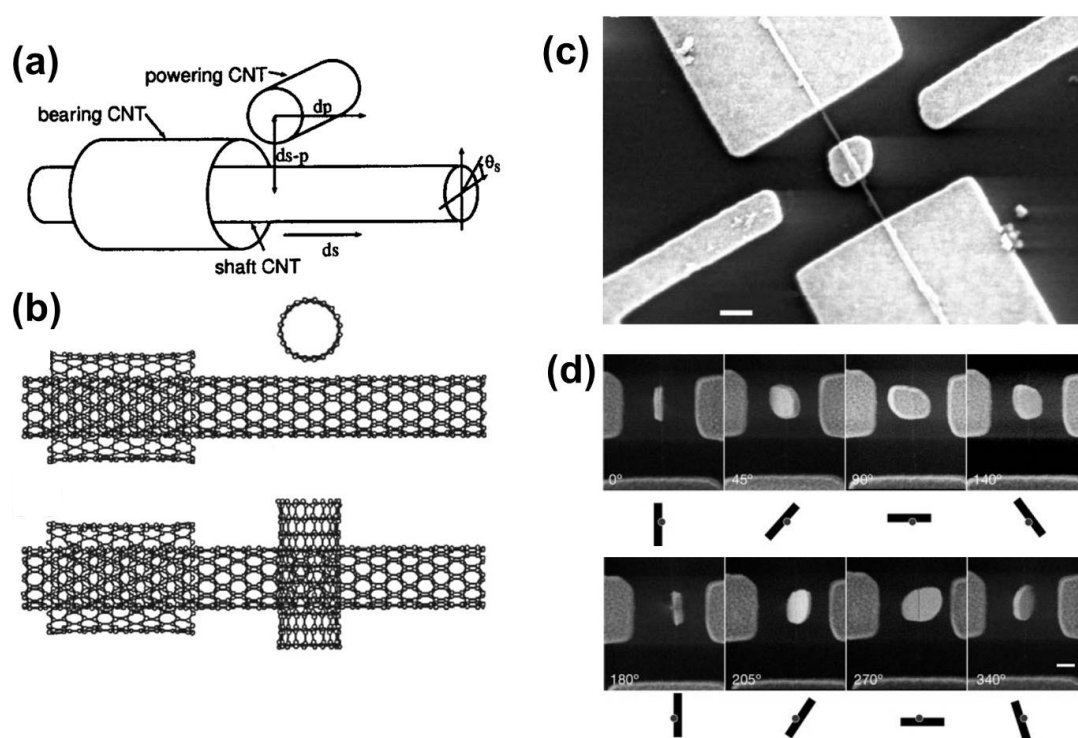 (a)
powering CNT
bearing CNT
dp
ds-p
θs
ds
shaft CNT
(b)
(c)
(d)
0° 45° 90° 140°
180° 205° 270° 340°